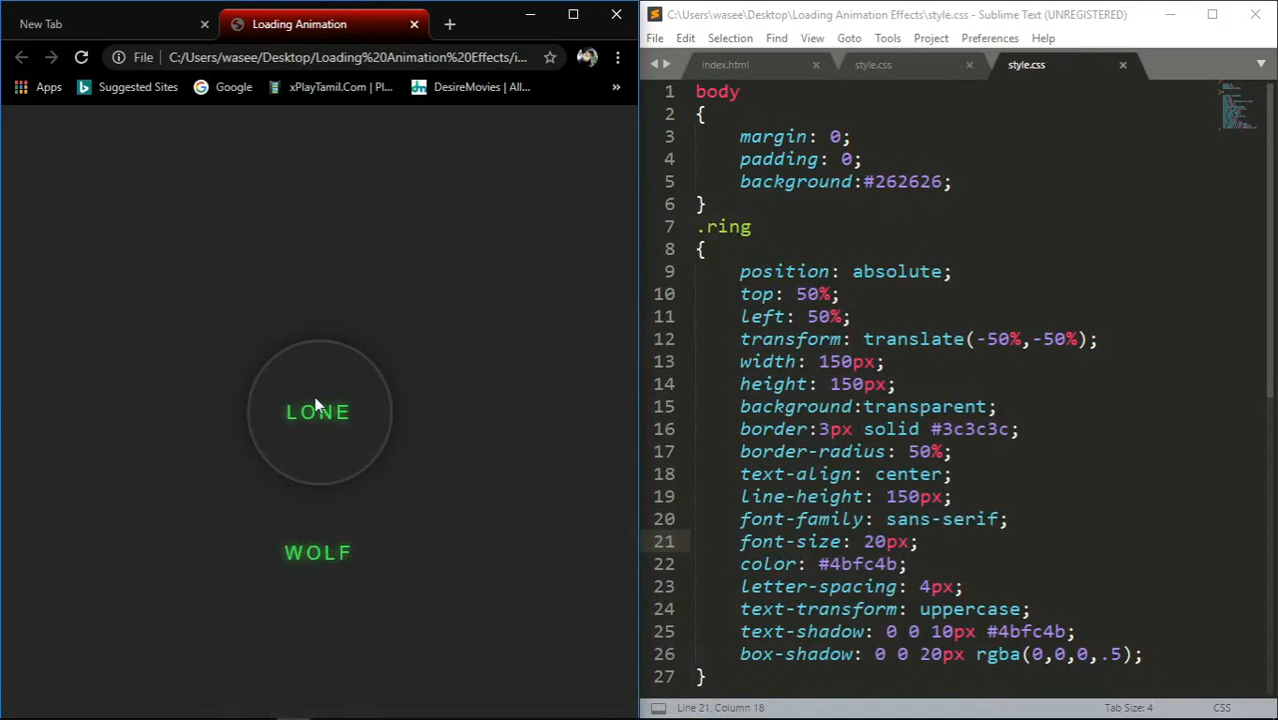 New Tab
Loading Animation
File C:/Users/wasee/Desktop/Loading%20Animation%20Effects/i...
Apps Suggested Sites Google xPlayTamil.Com | Pl... DesireMovies | All... »
LONE
WOLF
C:\Users\wasee\Desktop\Loading Animation Effects\style.css - Sublime Text (UNREGISTERED)
File Edit Selection Find View Goto Tools Project Preferences Help
index.html style.css style.css
1 body
2 {
3 margin: 0;
4 padding: 0;
5 background:#262626;
6 }
7 .ring
8 {
9 position: absolute;
10 top: 50%;
11 left: 50%;
12 transform: translate(-50%,-50%);
13 width: 150px;
14 height: 150px;
15 background:transparent;
16 border:3px solid #3c3c3c;
17 border-radius: 50%;
18 text-align: center;
19 line-height: 150px;
20 font-family: sans-serif;
21 font-size: 20px;
22 color: #4bfc4b;
23 letter-spacing: 4px;
24 text-transform: uppercase;
25 text-shadow: 0 0 10px #4bfc4b;
26 box-shadow: 0 0 20px rgba(0,0,0,.5);
27 }
Line 21, Column 18
Tab Size: 4
CSS